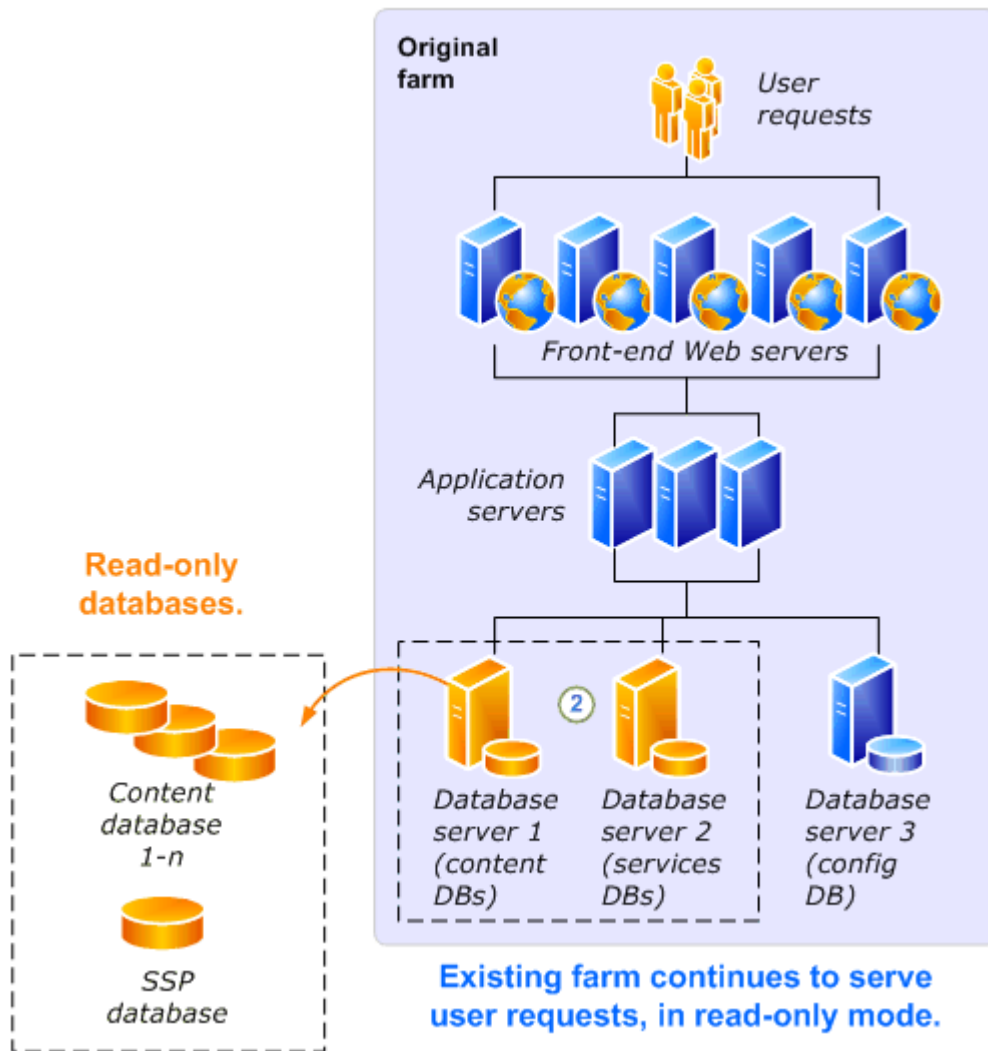 Original
farm
User
requests
Front-end Web servers
Application
servers
Read-only
databases.
2
Content
database
1-n
SSP
database
Database
server 1
(content
DBs)
Database
server 2
(services
DBs)
Database
server 3
(config
DB)
Existing farm continues to serve
user requests, in read-only mode.